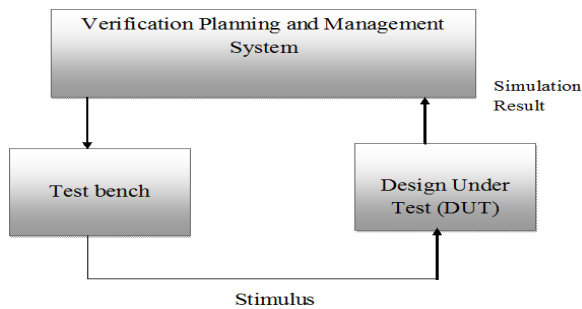 Verification Planning and Management
System
Simulation
Result
Test bench
Design Under
Test (DUT)
Stimulus